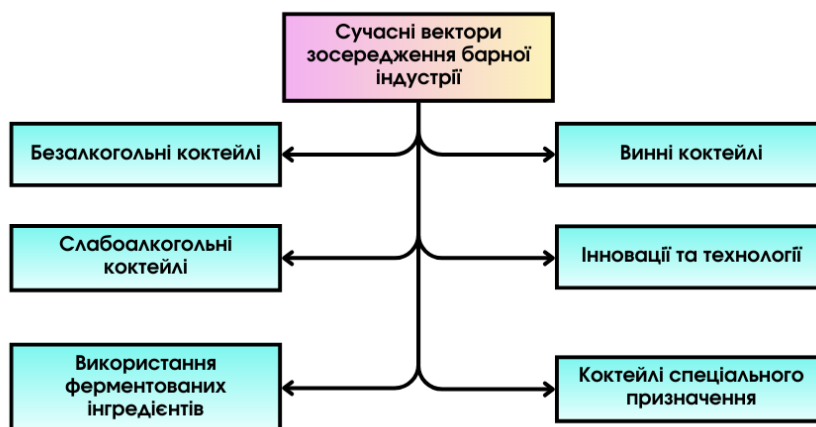 Сучасні вектори
зосередження барної
індустрії
Безалкогольні коктейлі
Винні коктейлі
Слабоалкогольні
коктейлі
Інновації та технології
Використання
ферментованих
інгредієнтів
Коктейлі спеціального
призначення